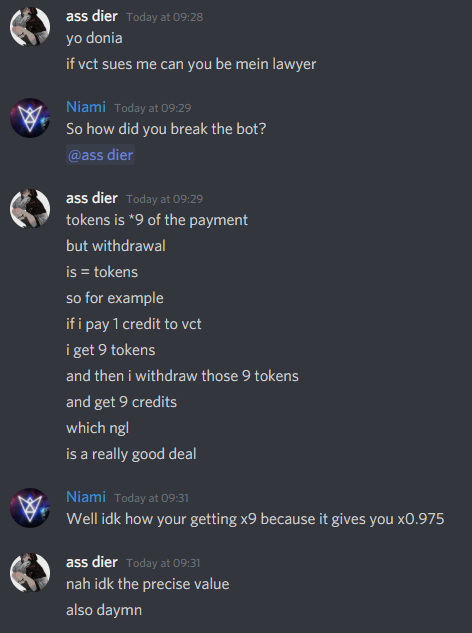 ass dier Today at 09:28
yo donia
if vct sues me can you be mein lawyer
Niami Today at 09:29
So how did you break the bot?
@ass dier
ass dier Today at 09:29
tokens is *9 of the payment
but withdrawal
is = tokens
so for example
if i pay 1 credit to vct
i get 9 tokens
and then i withdraw those 9 tokens
and get 9 credits
which ngl
is a really good deal
Niami Today at 09:31
Well idk how your getting x9 because it gives you x0.975
ass dier Today at 09:31
nah idk the precise value
also daymn